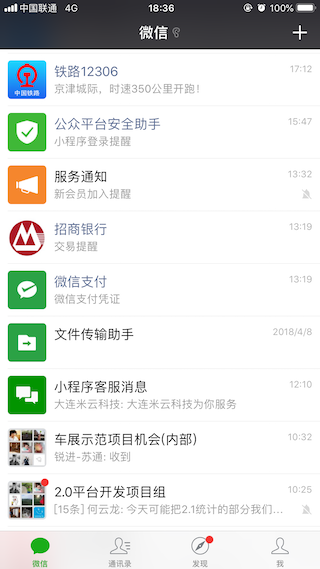 中国联通 4G 18:36 100%
微信
铁路12306 17:12
京津城际，时速350公里开跑！
中国铁路
公众平台安全助手 15:47
小程序登录提醒
服务通知 13:32
新会员加入提醒
招商银行 13:19
交易提醒
微信支付 13:19
微信支付凭证
文件传输助手 2018/4/8
小程序客服消息 12:10
大连米云科技: 大连米云科技为你服务
车展示范项目机会(内部) 10:32
锐进-苏通: 收到
2.0平台开发项目组 10:25
[15条] 何云龙: 今天可能把2.1统计的部分我们...
微信 通讯录 发现 我